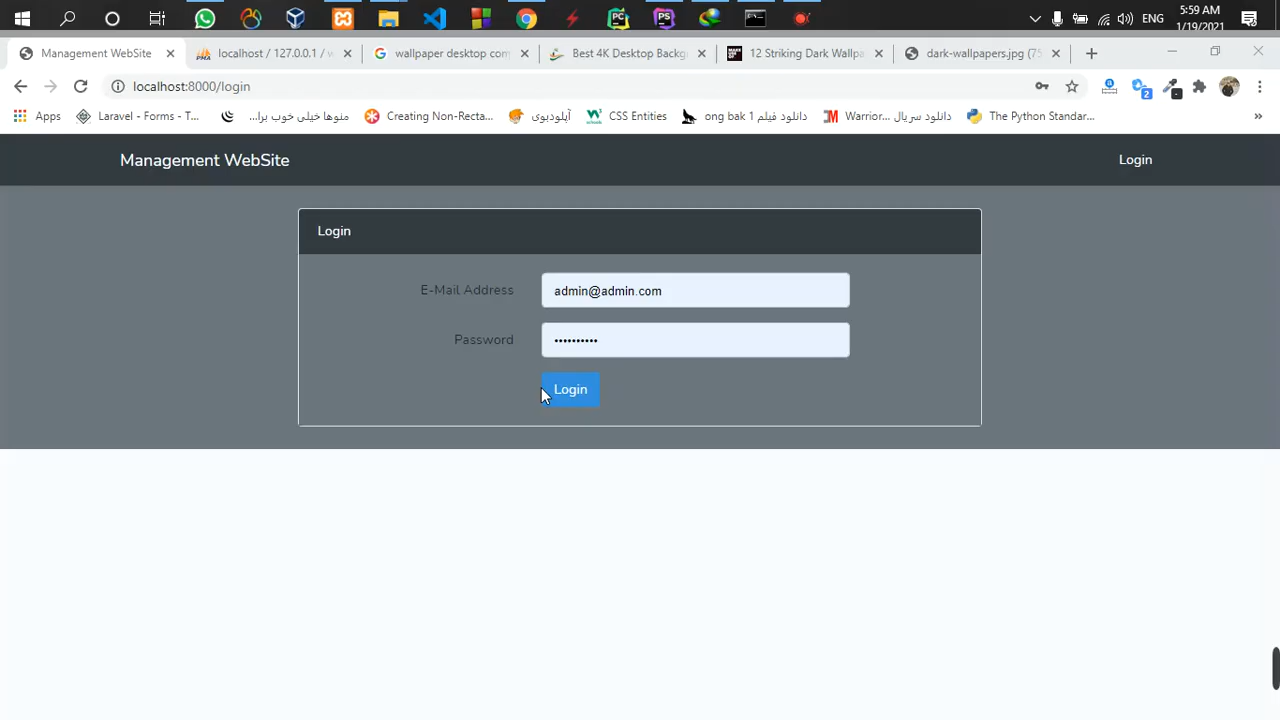 5:59 AM
ENG
1/19/2021
Management WebSite
localhost / 127.0.0.1 / w
wallpaper desktop com
Best 4K Desktop Backg
12 Striking Dark Wallpa
dark-wallpapers.jpg (75
localhost:8000/login
2
Apps
Laravel - Forms - T...
منوها خیلی خوب برا...
Creating Non-Recta...
آپلودبوی
CSS Entities
دانلود فیلم ong bak 1
دانلود سریال Warrior...
The Python Standar...
Management WebSite
Login
Login
E-Mail Address
admin@admin.com
Password
••••••••••
Login